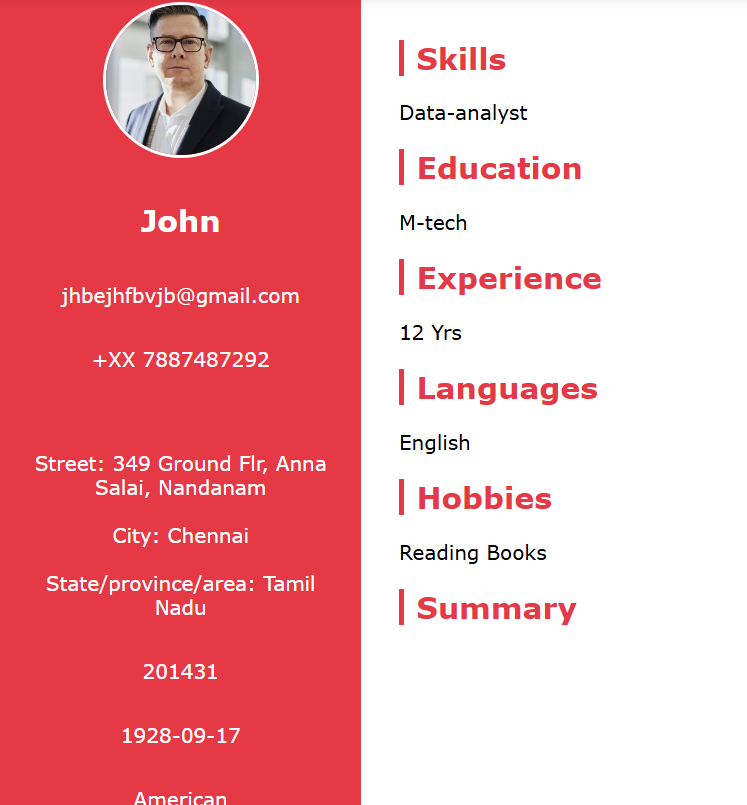 John
jhbejhfbvjb@gmail.com
+XX 7887487292
Street: 349 Ground Flr, Anna
Salai, Nandanam
City: Chennai
State/province/area: Tamil
Nadu
201431
1928-09-17
American
Skills
Data-analyst
Education
M-tech
Experience
12 Yrs
Languages
English
Hobbies
Reading Books
Summary